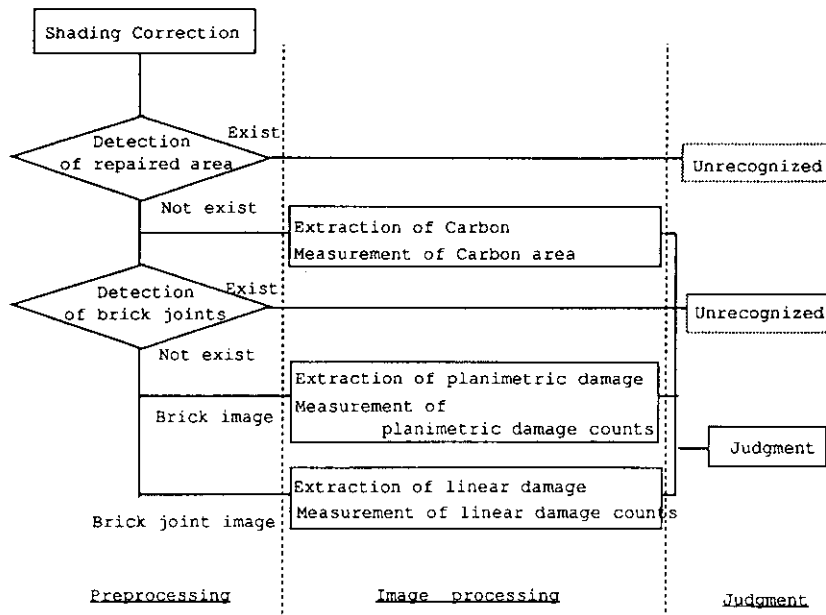 Shading Correction
Detection
of repaired area
Exist
Unrecognized
Not exist
Extraction of Carbon
Measurement of Carbon area
Detection
of brick joints
Exist
Unrecognized
Not exist
Extraction of planimetric damage
Measurement of
planimetric damage counts
Brick image
Judgment
Extraction of linear damage
Measurement of linear damage counts
Brick joint image
Preprocessing
Image processing
Judgment